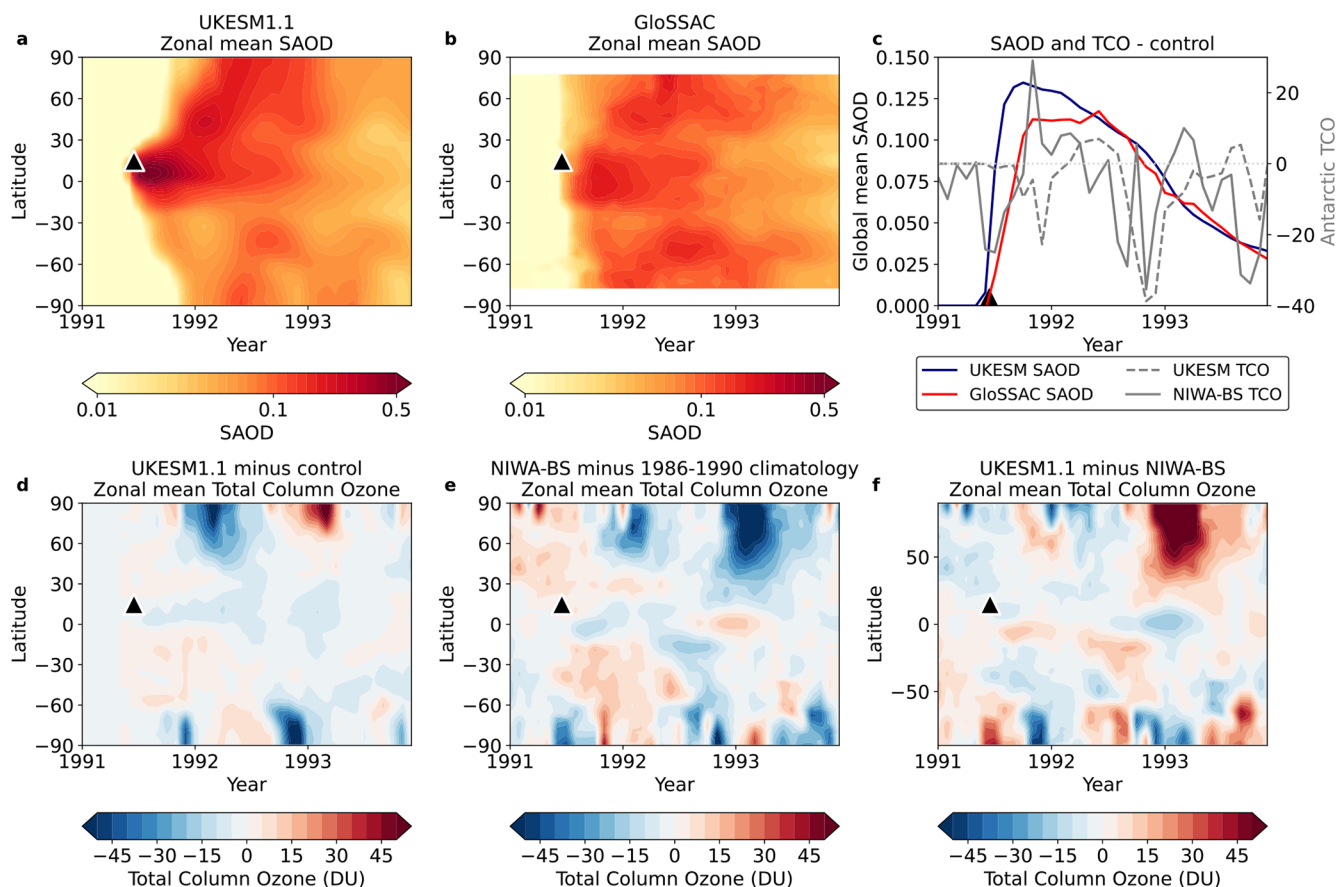 a
UKESM1.1
Zonal mean SAOD
90
60
30
0
−30
−60
−90
Latitude
1991
1992
1993
Year
0.01
0.1
0.5
SAOD
b
GloSSAC
Zonal mean SAOD
90
60
30
0
−30
−60
−90
Latitude
1991
1992
1993
Year
0.01
0.1
0.5
SAOD
c
SAOD and TCO - control
0.150
0.125
0.100
0.075
0.050
0.025
0.000
Global mean SAOD
20
0
−20
−40
Antarctic TCO
1991
1992
1993
Year
UKESM SAOD
GloSSAC SAOD
UKESM TCO
NIWA-BS TCO
d
UKESM1.1 minus control
Zonal mean Total Column Ozone
90
60
30
0
−30
−60
−90
Latitude
1991
1992
1993
Year
−45
−30
−15
0
15
30
45
Total Column Ozone (DU)
e
NIWA-BS minus 1986-1990 climatology
Zonal mean Total Column Ozone
90
60
30
0
−30
−60
−90
Latitude
1991
1992
1993
Year
−45
−30
−15
0
15
30
45
Total Column Ozone (DU)
f
UKESM1.1 minus NIWA-BS
Zonal mean Total Column Ozone
50
0
−50
Latitude
1991
1992
1993
Year
−45
−30
−15
0
15
30
45
Total Column Ozone (DU)